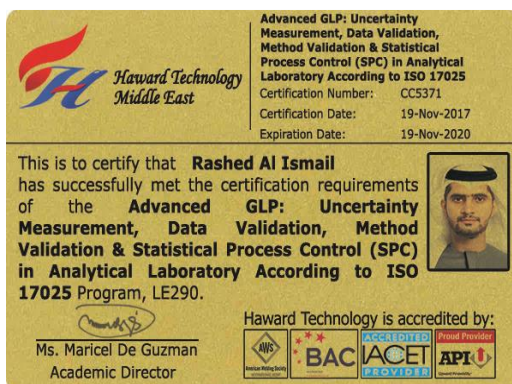 Haward Technology
Middle East
Advanced GLP: Uncertainty
Measurement, Data Validation,
Method Validation & Statistical
Process Control (SPC) in Analytical
Laboratory According to ISO 17025
Certification Number: CC5371
Certification Date: 19-Nov-2017
Expiration Date: 19-Nov-2020
This is to certify that Rashed Al Ismail
has successfully met the certification requirements
of the Advanced GLP: Uncertainty
Measurement, Data Validation, Method
Validation & Statistical Process Control (SPC)
in Analytical Laboratory According to ISO
17025 Program, LE290.
Ms. Maricel De Guzman
Academic Director
Haward Technology is accredited by:
AWS
American Welding Society
BAC
ACCREDITED
IACET
PROVIDER
Proud Provider
API